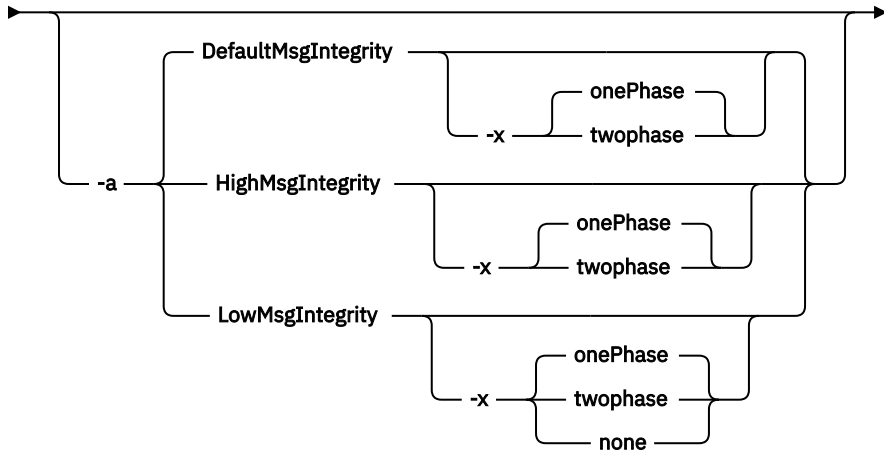 DefaultMsgIntegrity
onePhase
-x twophase
-a HighMsgIntegrity
onePhase
-x twophase
LowMsgIntegrity
onePhase
-x twophase
none